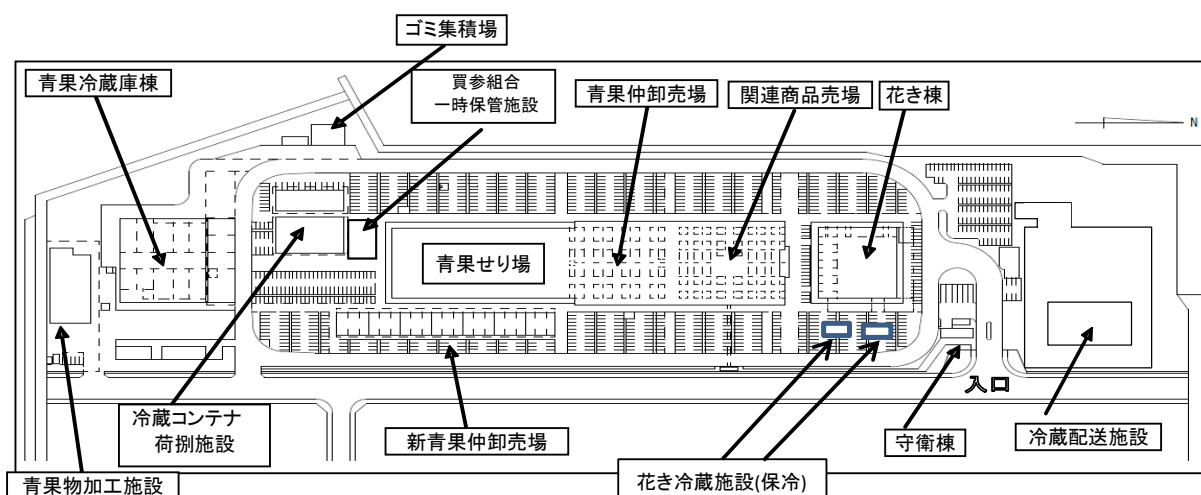 ゴミ集積場
青果冷蔵庫棟
買参組合
一時保管施設
青果仲卸売場
関連商品売場
花き棟
N
青果せり場
入口
冷蔵コンテナ
荷捌施設
新青果仲卸売場
守衛棟
冷蔵配送施設
青果物加工施設
花き冷蔵施設(保冷)